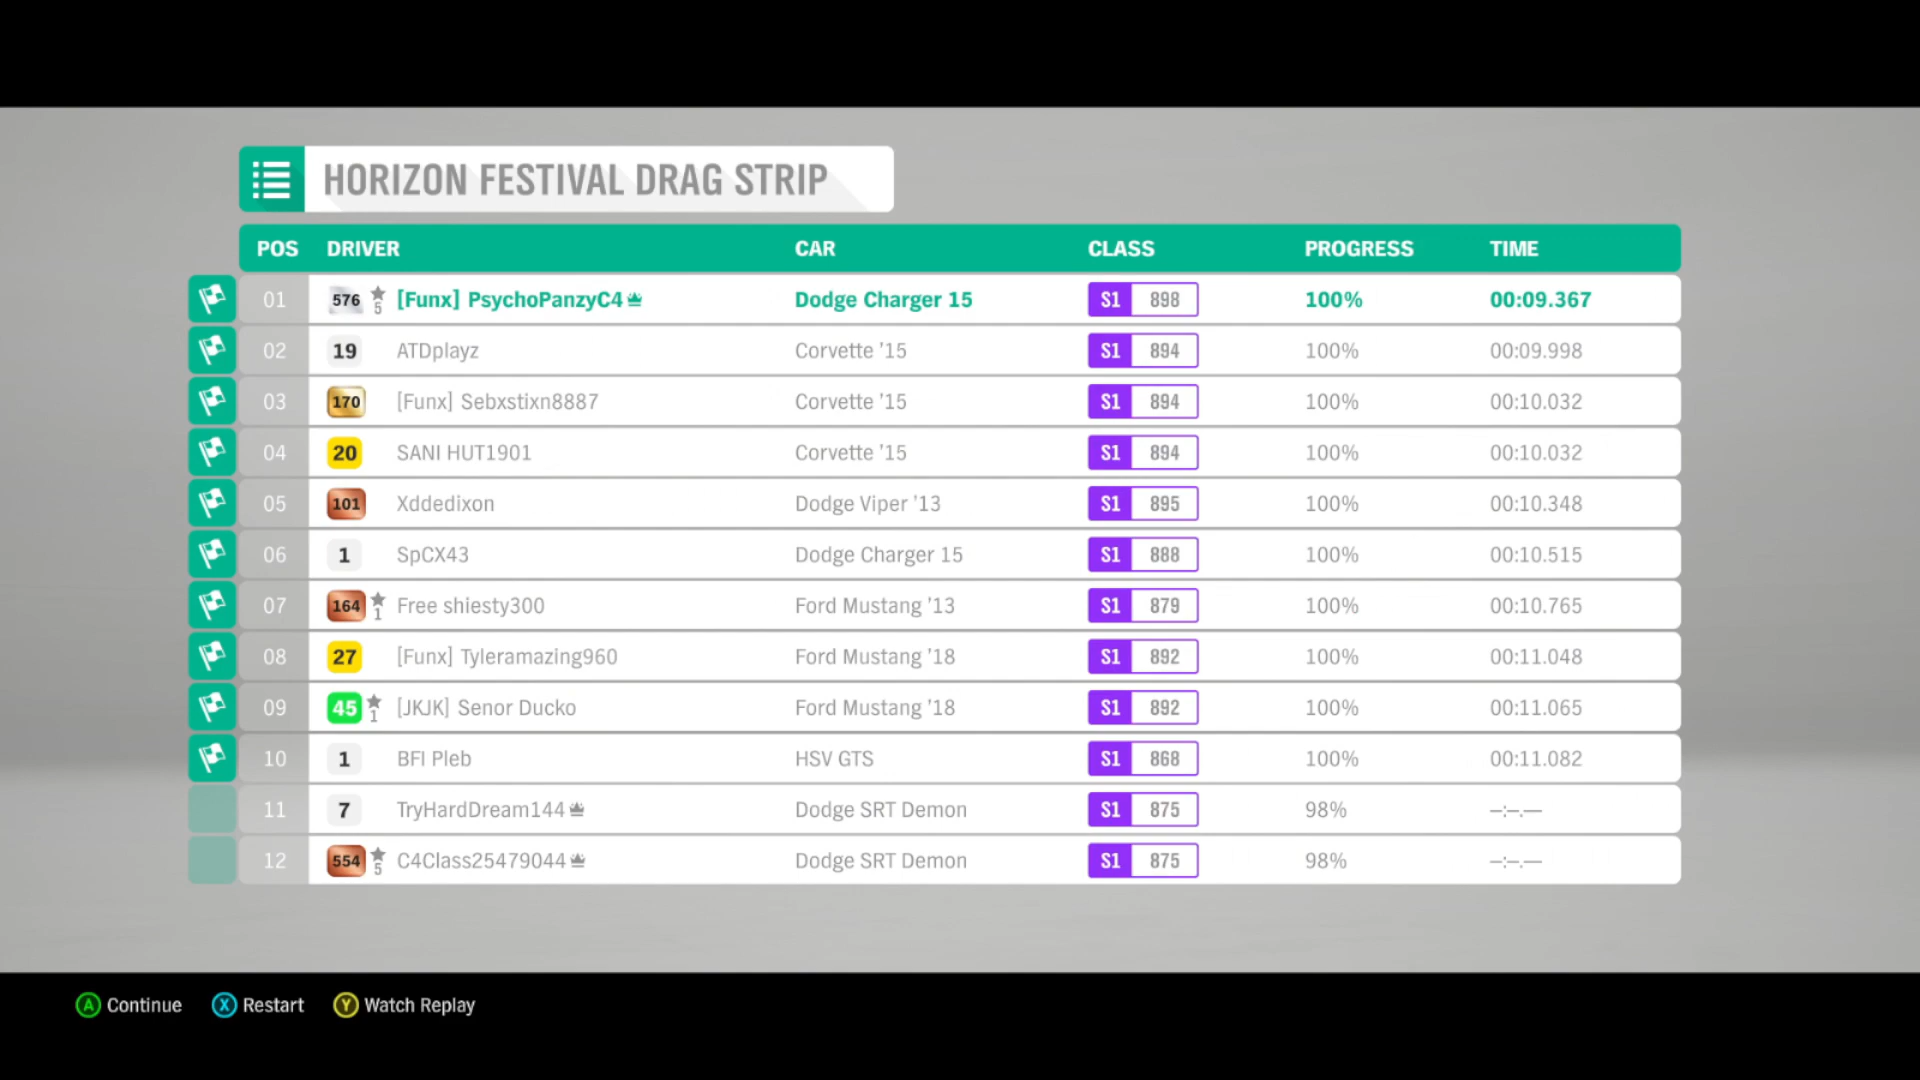 HORIZON FESTIVAL DRAG STRIP
POS DRIVER CAR CLASS PROGRESS TIME
01 576 5 [Funx] PsychoPanzyC4 Dodge Charger 15 S1 898 100% 00:09.367
02 19 ATDplayz Corvette '15 S1 894 100% 00:09.998
03 170 [Funx] Sebxstixn8887 Corvette '15 S1 894 100% 00:10.032
04 20 SANI HUT1901 Corvette '15 S1 894 100% 00:10.032
05 101 Xddedixon Dodge Viper '13 S1 895 100% 00:10.348
06 1 SpCX43 Dodge Charger 15 S1 888 100% 00:10.515
07 164 1 Free shiesty300 Ford Mustang '13 S1 879 100% 00:10.765
08 27 [Funx] Tyleramazing960 Ford Mustang '18 S1 892 100% 00:11.048
09 45 1 [JKJK] Senor Ducko Ford Mustang '18 S1 892 100% 00:11.065
10 1 BFI Pleb HSV GTS S1 868 100% 00:11.082
11 7 TryHardDream144 Dodge SRT Demon S1 875 98% –:–.––
12 554 5 C4Class25479044 Dodge SRT Demon S1 875 98% –:–.––
A Continue X Restart Y Watch Replay